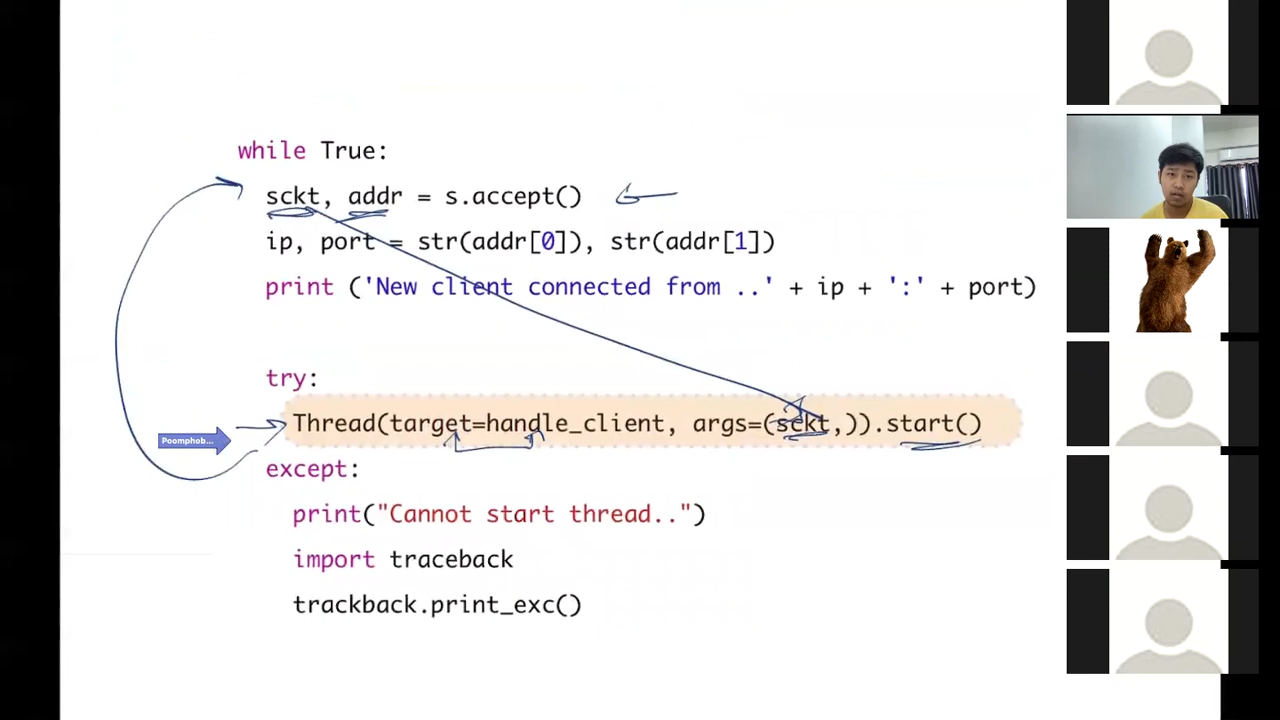 while True:
sckt, addr = s.accept()
ip, port = str(addr[0]), str(addr[1])
print ('New client connected from ..' + ip + ':' + port)
try:
Thread(target=handle_client, args=(sckt,)).start()
Poomphob...
except:
print("Cannot start thread..")
import traceback
trackback.print_exc()